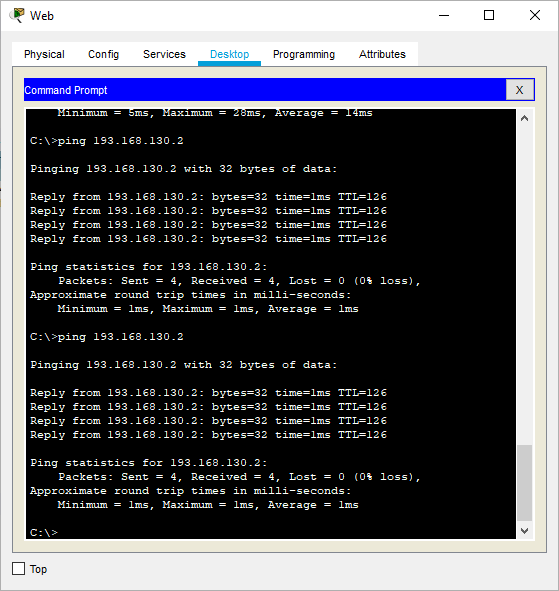 Web
Physical Config Services Desktop Programming Attributes
Command Prompt X
Minimum = 5ms, Maximum = 28ms, Average = 14ms
C:\>ping 193.168.130.2
Pinging 193.168.130.2 with 32 bytes of data:
Reply from 193.168.130.2: bytes=32 time=1ms TTL=126
Reply from 193.168.130.2: bytes=32 time=1ms TTL=126
Reply from 193.168.130.2: bytes=32 time=1ms TTL=126
Reply from 193.168.130.2: bytes=32 time=1ms TTL=126
Ping statistics for 193.168.130.2:
Packets: Sent = 4, Received = 4, Lost = 0 (0% loss),
Approximate round trip times in milli-seconds:
Minimum = 1ms, Maximum = 1ms, Average = 1ms
C:\>ping 193.168.130.2
Pinging 193.168.130.2 with 32 bytes of data:
Reply from 193.168.130.2: bytes=32 time=1ms TTL=126
Reply from 193.168.130.2: bytes=32 time=1ms TTL=126
Reply from 193.168.130.2: bytes=32 time=1ms TTL=126
Reply from 193.168.130.2: bytes=32 time=1ms TTL=126
Ping statistics for 193.168.130.2:
Packets: Sent = 4, Received = 4, Lost = 0 (0% loss),
Approximate round trip times in milli-seconds:
Minimum = 1ms, Maximum = 1ms, Average = 1ms
C:\>
Top